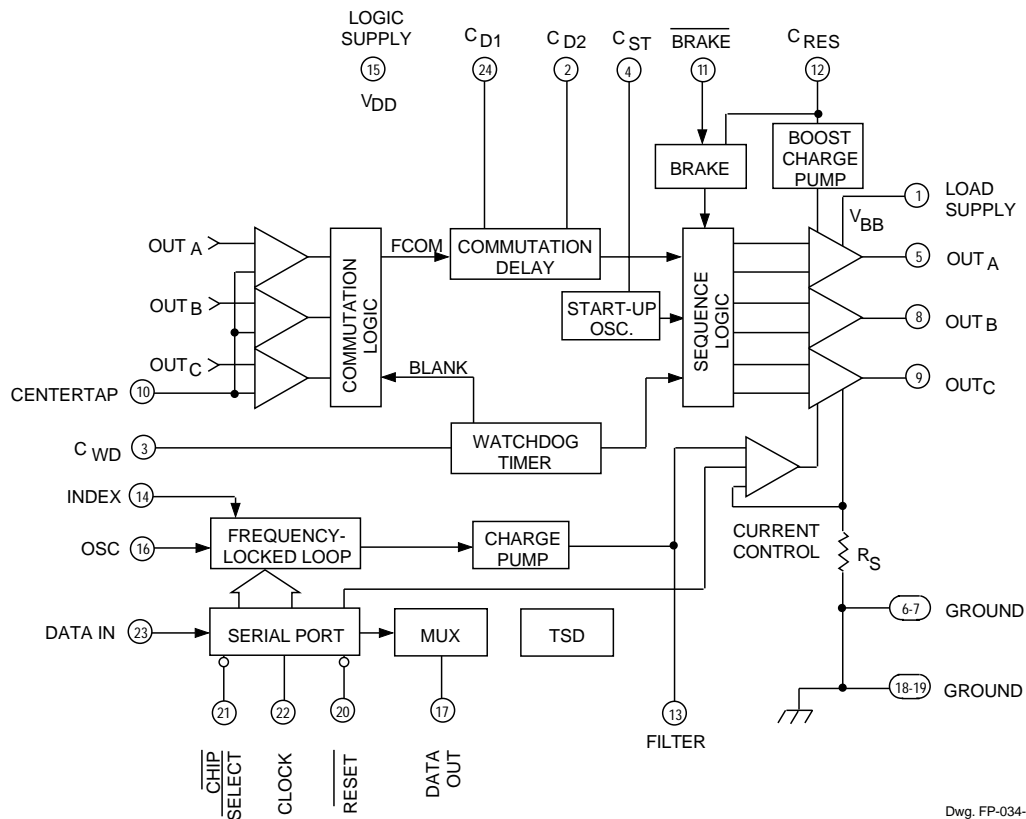 LOGIC
SUPPLY
15
VDD
C D1
24
C D2
2
C ST
4
BRAKE
11
C RES
12
BOOST
CHARGE
PUMP
BRAKE
1
LOAD
SUPPLY
VBB
OUT A
OUT B
OUT C
CENTERTAP
10
COMMUTATION
LOGIC
FCOM
COMMUTATION
DELAY
START-UP
OSC.
SEQUENCE
LOGIC
5
OUT A
8
OUT B
9
OUT C
BLANK
C WD
3
WATCHDOG
TIMER
INDEX
14
OSC
16
FREQUENCY-
LOCKED LOOP
CHARGE
PUMP
CURRENT
CONTROL
RS
DATA IN
23
SERIAL PORT
MUX
TSD
6-7
GROUND
18-19
GROUND
21
22
20
17
13
FILTER
CHIP
SELECT
CLOCK
RESET
DATA
OUT
Dwg. FP-034-